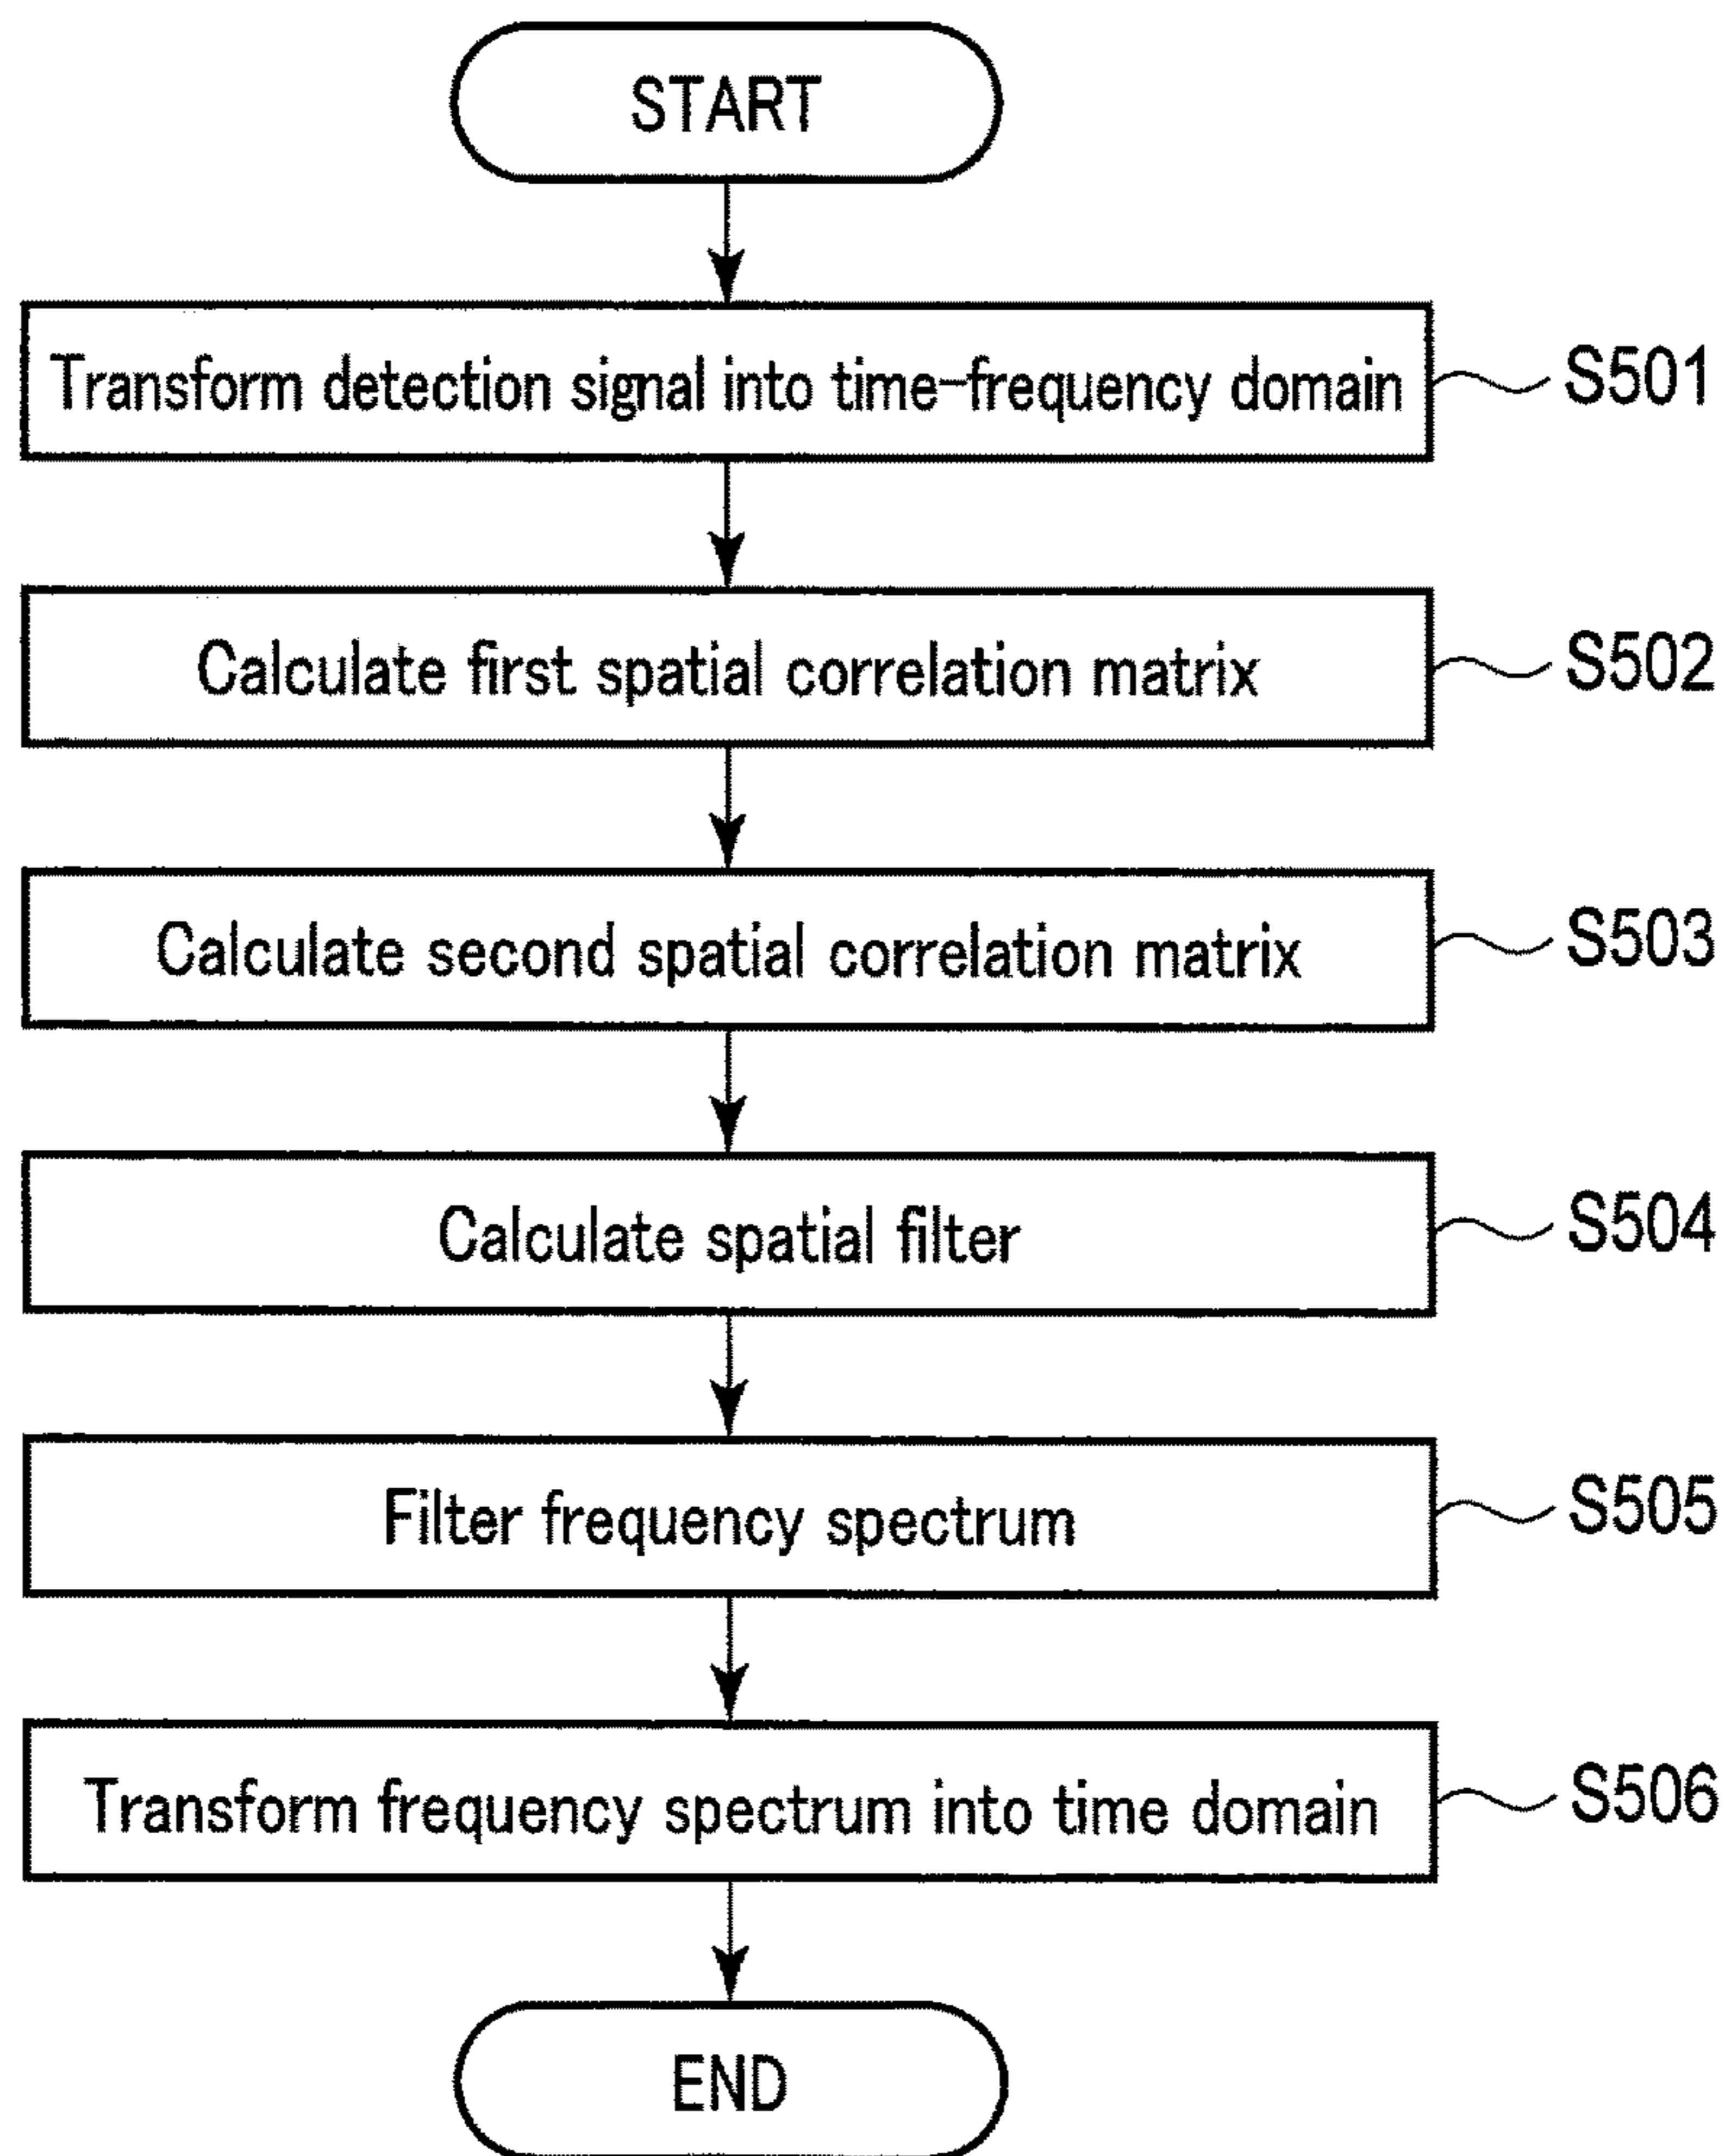 START
Transform detection signal into time-frequency domain
S501
Calculate first spatial correlation matrix
S502
Calculate second spatial correlation matrix
S503
Calculate spatial filter
S504
Filter frequency spectrum
S505
Transform frequency spectrum into time domain
S506
END